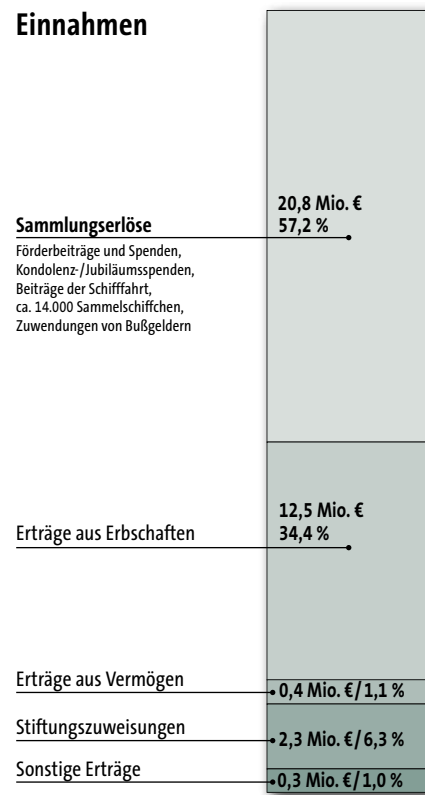 Einnahmen
20,8 Mio. €
Sammlungserlöse
57,2 %
Förderbeiträge und Spenden,
Kondolenz-/Jubiläumsspenden,
Beiträge der Schifffahrt,
ca. 14.000 Sammelschiffchen,
Zuwendungen von Bußgeldern
12,5 Mio. €
Erträge aus Erbschaften
34,4 %
Erträge aus Vermögen
0,4 Mio. €/1,1 %
Stiftungszuweisungen
2,3 Mio. €/6,3 %
Sonstige Erträge
0,3 Mio. €/1,0 %